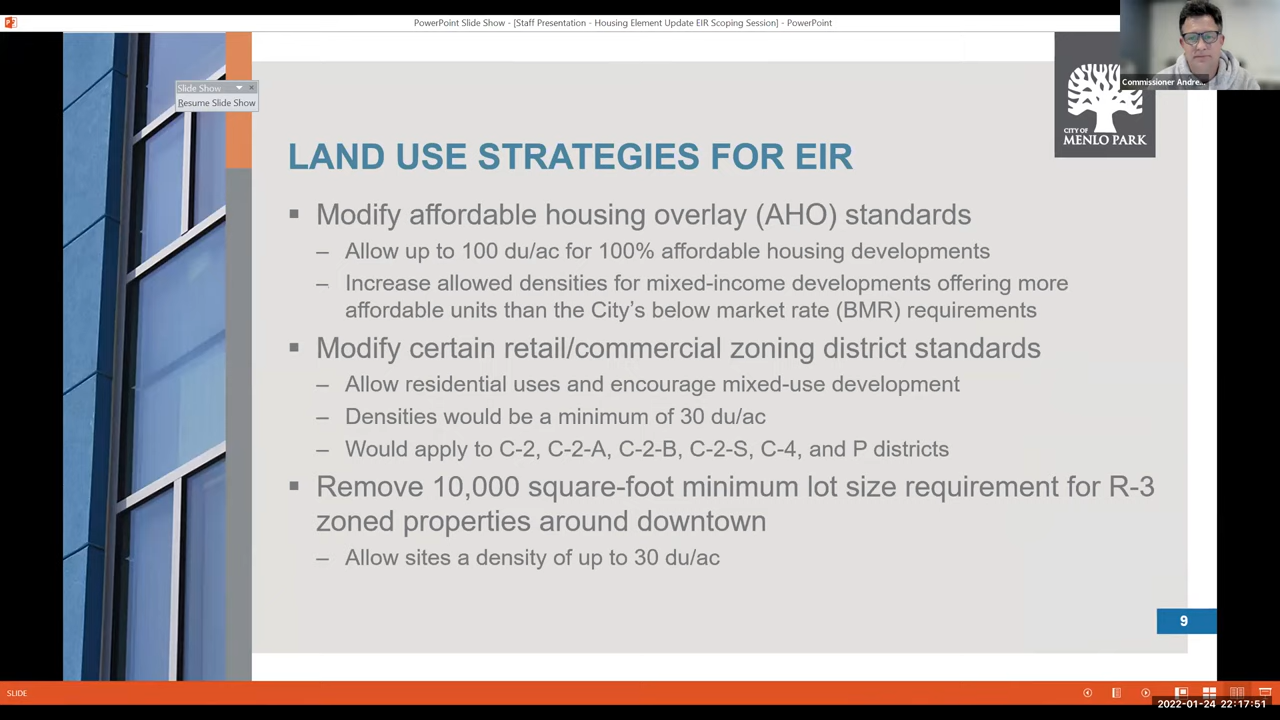 PowerPoint Slide Show - [Staff Presentation - Housing Element Update EIR Scoping Session] - PowerPoint
Commissioner Andre...
Slide Show
Resume Slide Show
CITY OF
MENLO PARK
LAND USE STRATEGIES FOR EIR
▪ Modify affordable housing overlay (AHO) standards
– Allow up to 100 du/ac for 100% affordable housing developments
– Increase allowed densities for mixed-income developments offering more
affordable units than the City's below market rate (BMR) requirements
▪ Modify certain retail/commercial zoning district standards
– Allow residential uses and encourage mixed-use development
– Densities would be a minimum of 30 du/ac
– Would apply to C-2, C-2-A, C-2-B, C-2-S, C-4, and P districts
▪ Remove 10,000 square-foot minimum lot size requirement for R-3
zoned properties around downtown
– Allow sites a density of up to 30 du/ac
9
SLIDE
2022-01-24 22:17:51